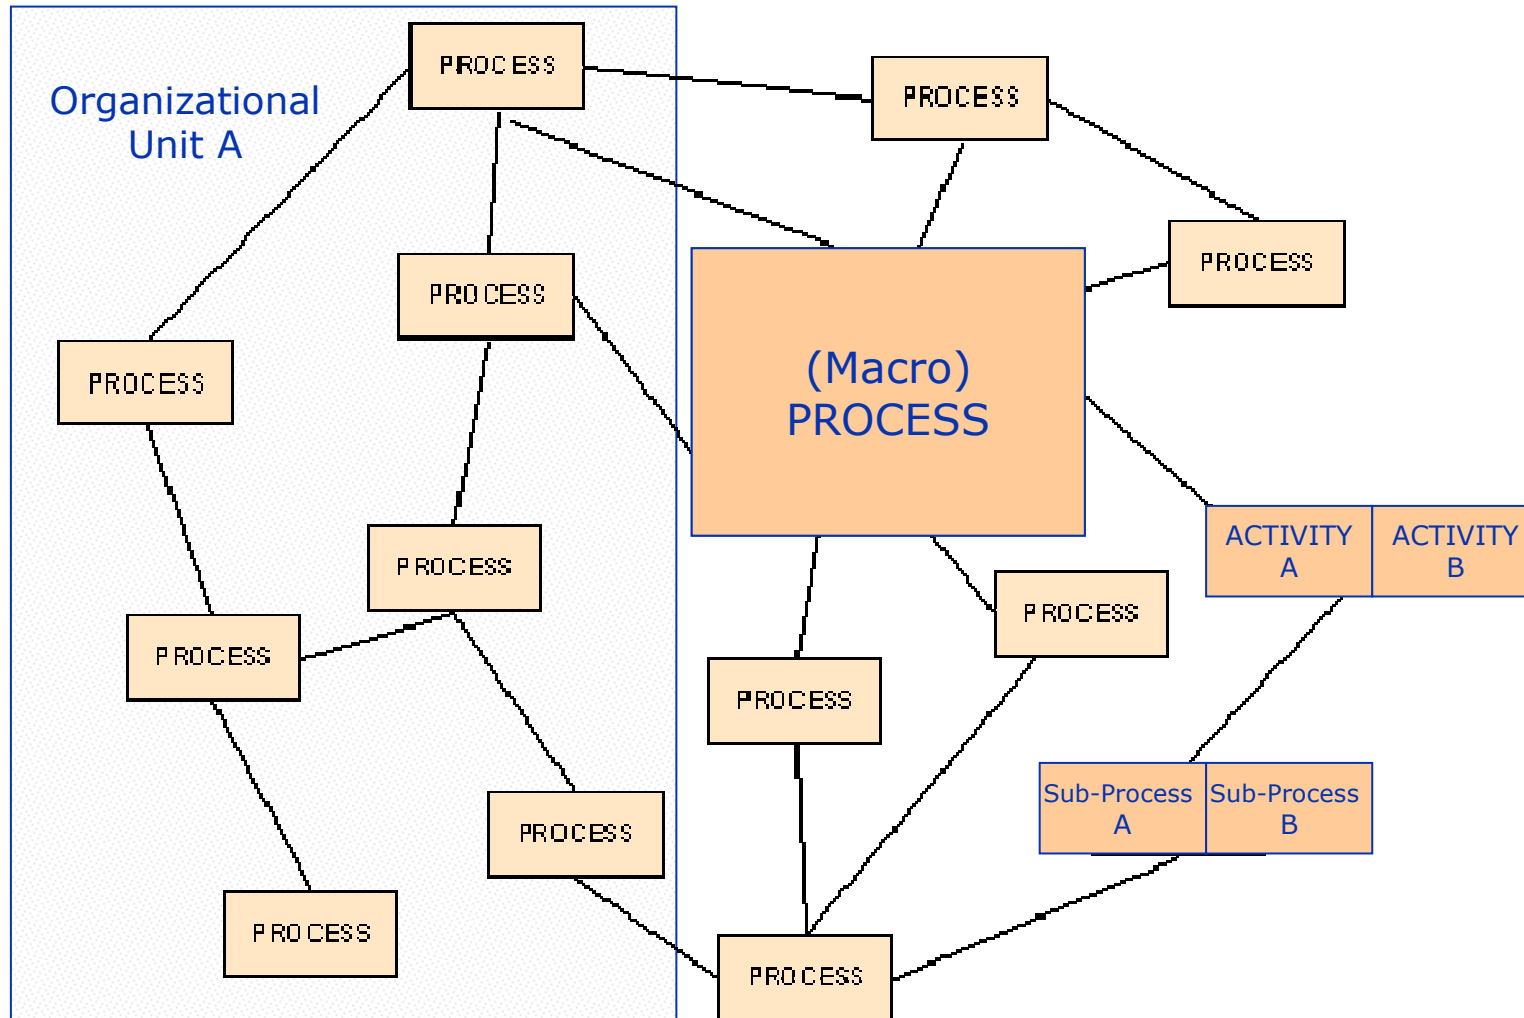 PROCESS
Organizational
Unit A
PROCESS
PROCESS
PROCESS
PROCESS
(Macro)
PROCESS
ACTIVITY
A
ACTIVITY
B
PROCESS
PROCESS
PROCESS
PROCESS
Sub-Process
A
Sub-Process
B
PROCESS
PROCESS
PROCESS